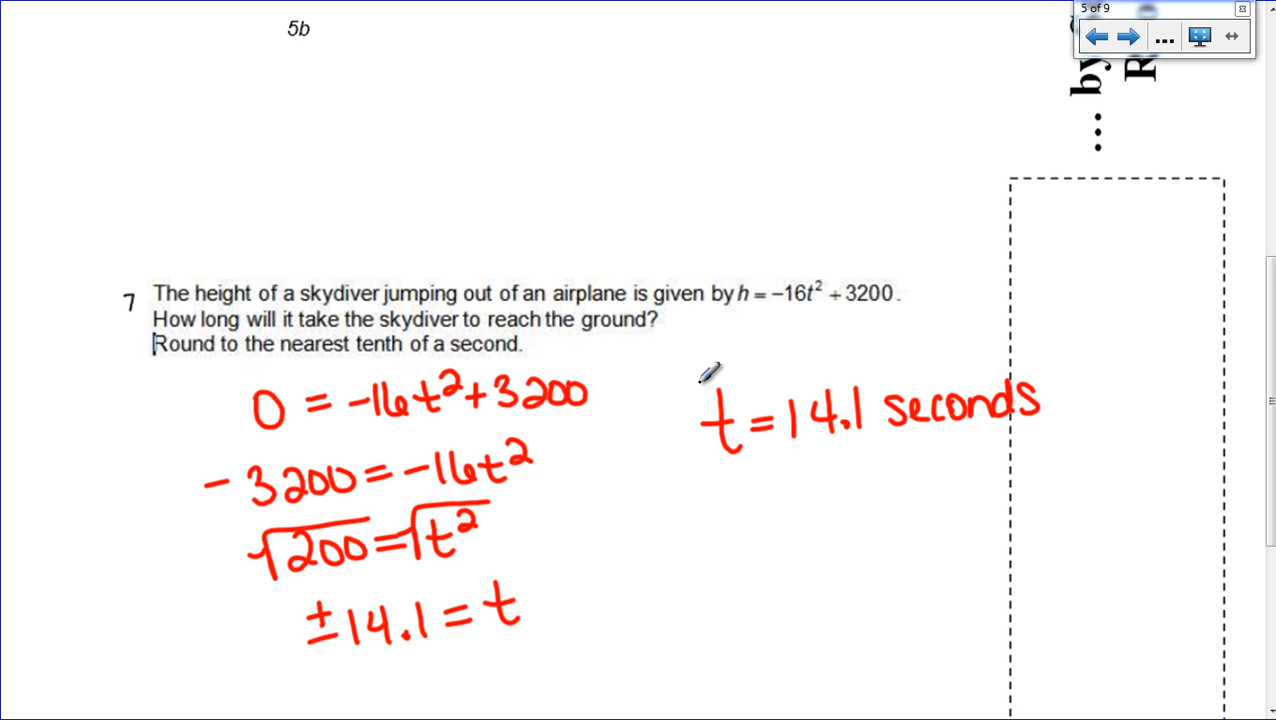 5 of 9
5b
... by
R
7 The height of a skydiver jumping out of an airplane is given by h = −16t² + 3200.
How long will it take the skydiver to reach the ground?
Round to the nearest tenth of a second.
0 = -16t²+3200
-3200 = -16t²
√200 = √t²
±14.1 = t
t = 14.1 seconds